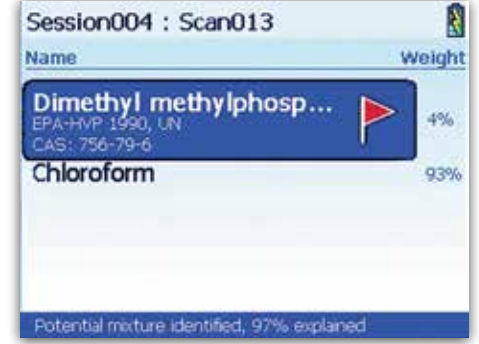 Session004 : Scan013
Name Weight
Dimethyl methylphosp...
EPA-HVP 1990, UN
4%
CAS: 756-79-6
Chloroform 93%
Potential mixture identified, 97% explained